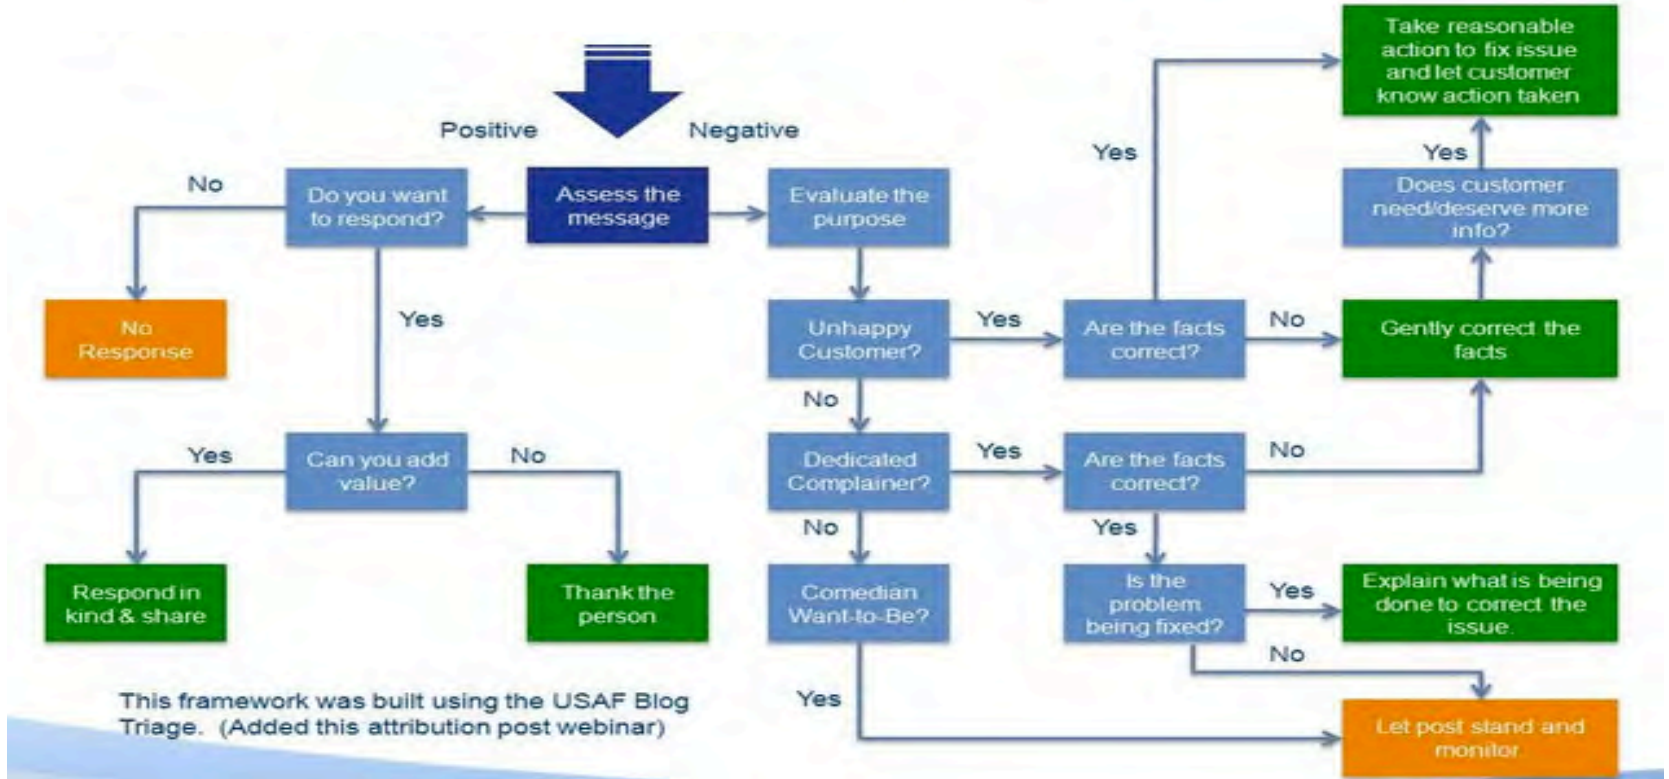 Take reasonable
action to fix issue
and let customer
know action taken
Positive
Negative
Yes
Yes
No
Do you want
to respond?
Assess the
message
Evaluate the
purpose
Does customer
need/deserve more
info?
No
Response
Yes
Unhappy
Customer?
Yes
Are the facts
correct?
No
Gently correct the
facts
No
Yes
Can you add
value?
No
Dedicated
Complainer?
Yes
Are the facts
correct?
No
No
Yes
Respond in
kind & share
Thank the
person
Comedian
Want-to-Be?
Is the
problem
being fixed?
Yes
Explain what is being
done to correct the
issue.
No
This framework was built using the USAF Blog
Triage. (Added this attribution post webinar)
Yes
Let post stand and
monitor